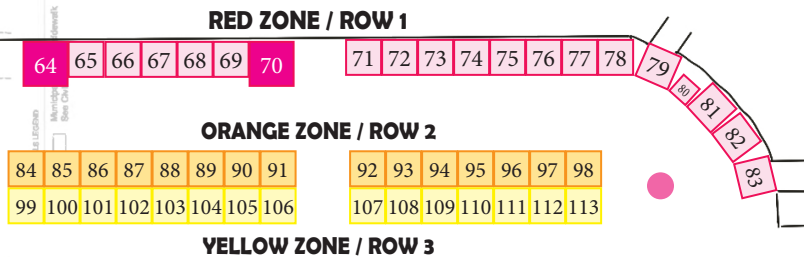 RED ZONE / ROW 1
64 65 66 67 68 69 70 71 72 73 74 75 76 77 78 79 80 81 82 83
ORANGE ZONE / ROW 2
84 85 86 87 88 89 90 91 92 93 94 95 96 97 98
99 100 101 102 103 104 105 106 107 108 109 110 111 112 113
YELLOW ZONE / ROW 3